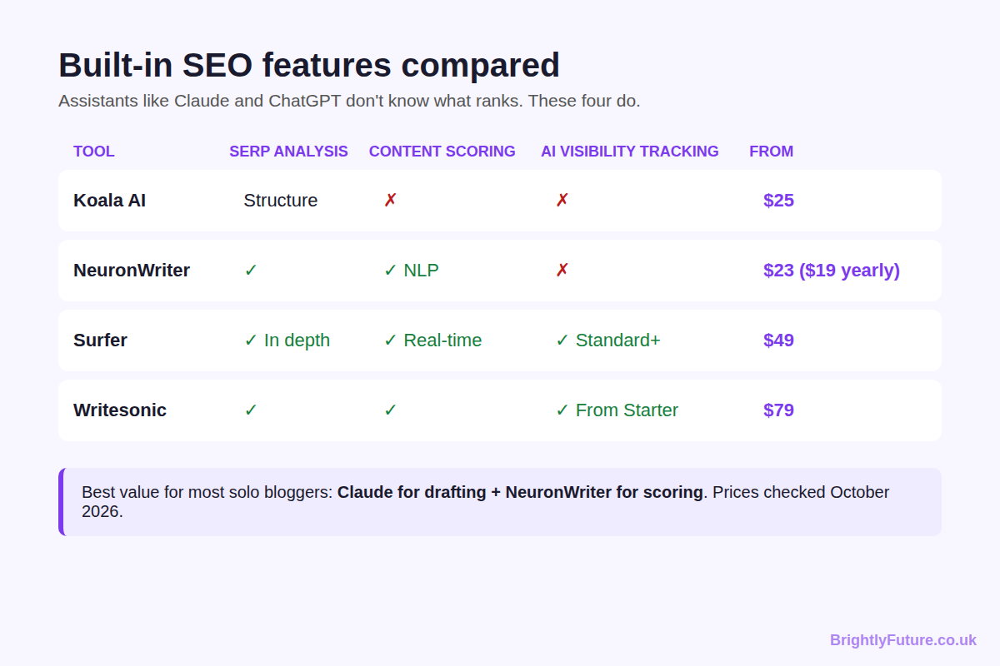 Built-in SEO features compared
Assistants like Claude and ChatGPT don't know what ranks. These four do.
TOOL SERP ANALYSIS CONTENT SCORING AI VISIBILITY TRACKING FROM
Koala AI Structure ✗ ✗ $25
NeuronWriter ✓ ✓ NLP ✗ $23 ($19 yearly)
Surfer ✓ In depth ✓ Real-time ✓ Standard+ $49
Writesonic ✓ ✓ ✓ From Starter $79
Best value for most solo bloggers: Claude for drafting + NeuronWriter for scoring. Prices checked October
2026.
BrightlyFuture.co.uk